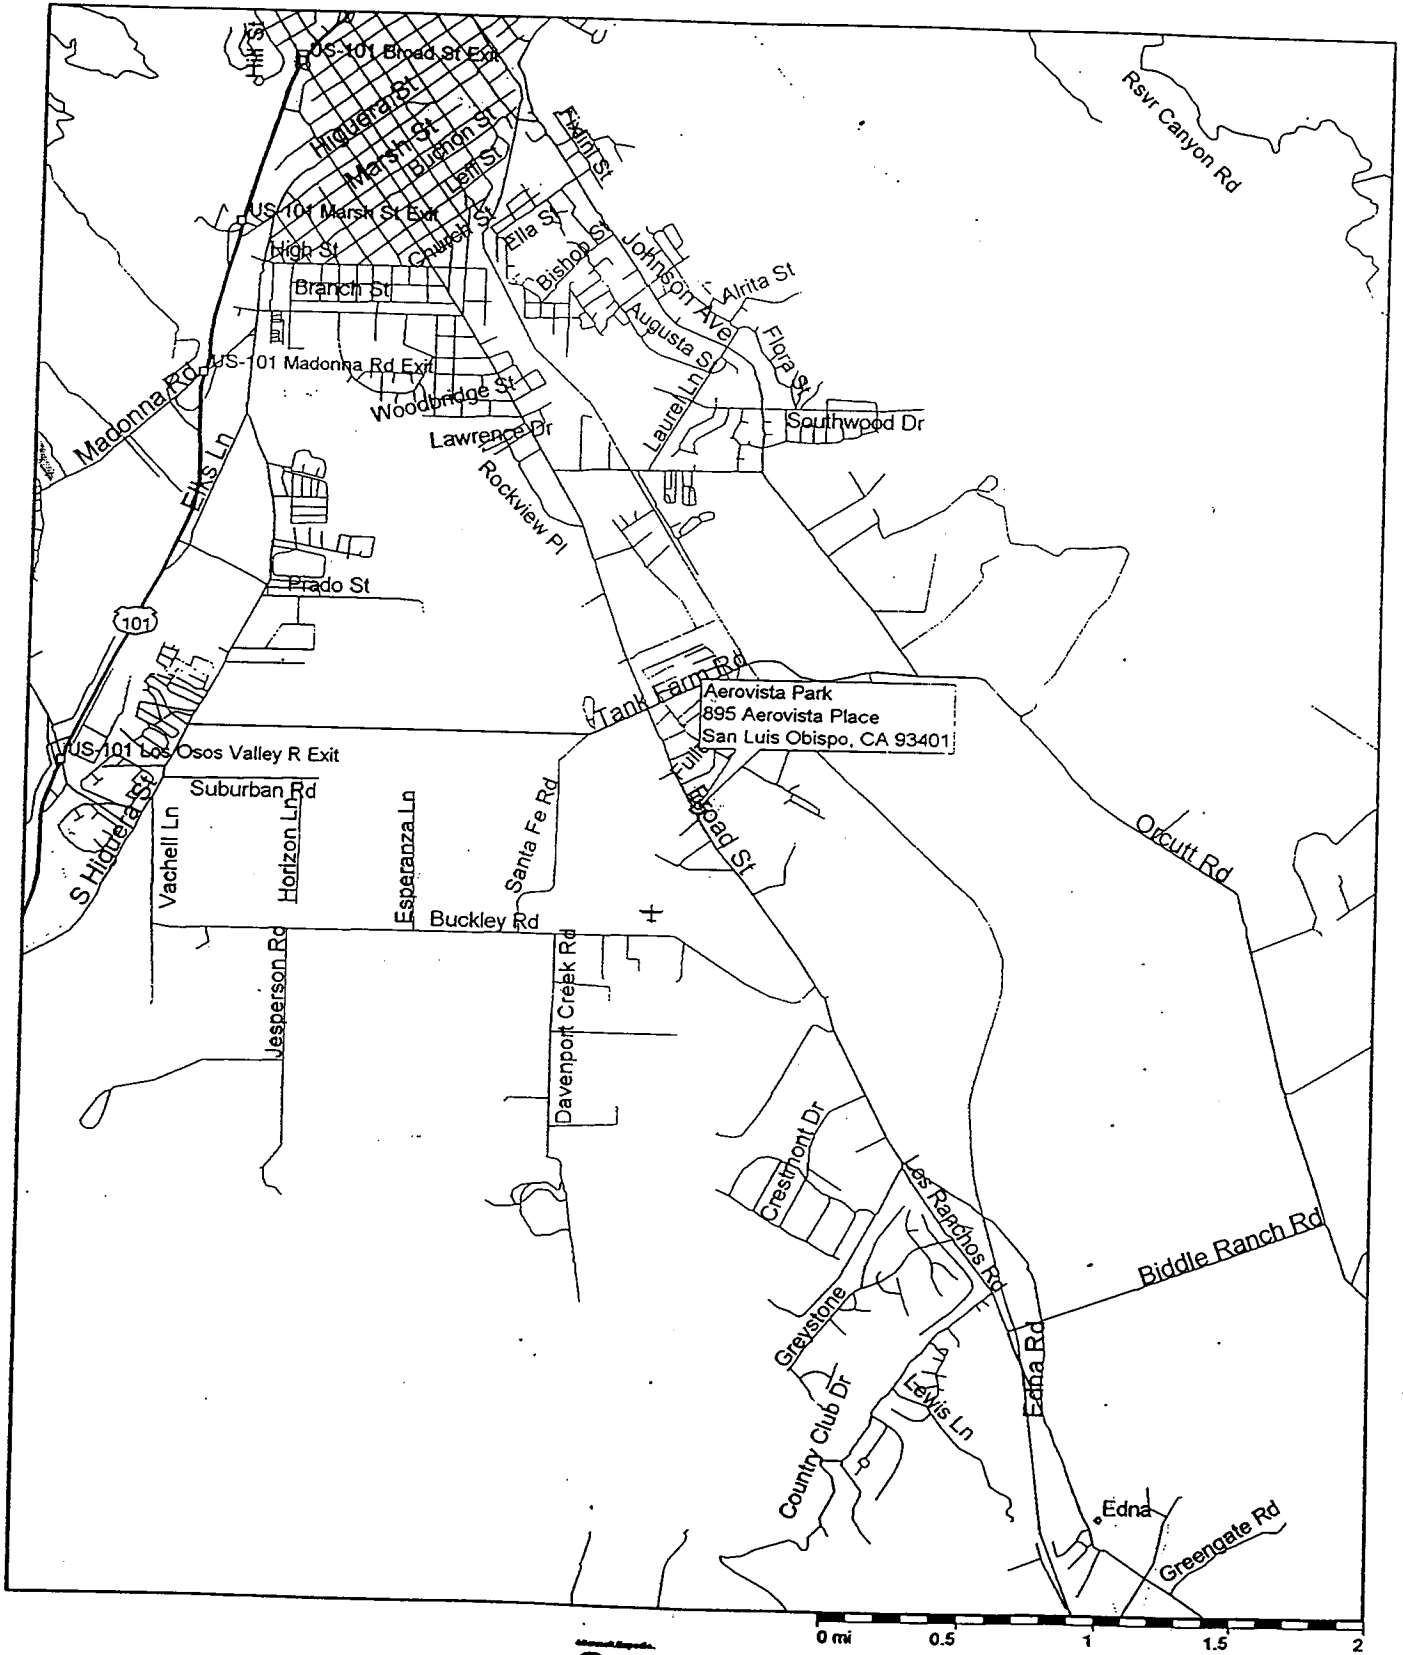 Hill St
US-101 Broad St Exit
Higuera St
Marsh St
Buchon St
Leff St
Fixlini St
Rsvr Canyon Rd
US-101 Marsh St Exit
High St
Church St
Ella St
Bishop St
Johnson Ave
Branch St
Alrita St
Augusta St
Flora St
US-101 Madonna Rd Exit
Madonna Rd
Woodbridge St
Lawrence Dr
Laurel Ln
Southwood Dr
Elks Ln
Rockview Pl
Prado St
101
Tank Farm Rd
Aerovista Park
895 Aerovista Place
San Luis Obispo, CA 93401
US-101 Los Osos Valley R Exit
Suburban Rd
S Higuera St
Vachell Ln
Horizon Ln
Esperanza Ln
Santa Fe Rd
Broad St
Orcutt Rd
Buckley Rd
Jesperson Rd
Davenport Creek Rd
Crestmont Dr
Los Ranchos Rd
Biddle Ranch Rd
Greystone
Edna Rd
Country Club Dr
Lewis Ln
Edna
Greengate Rd
0 mi 0.5 1 1.5 2